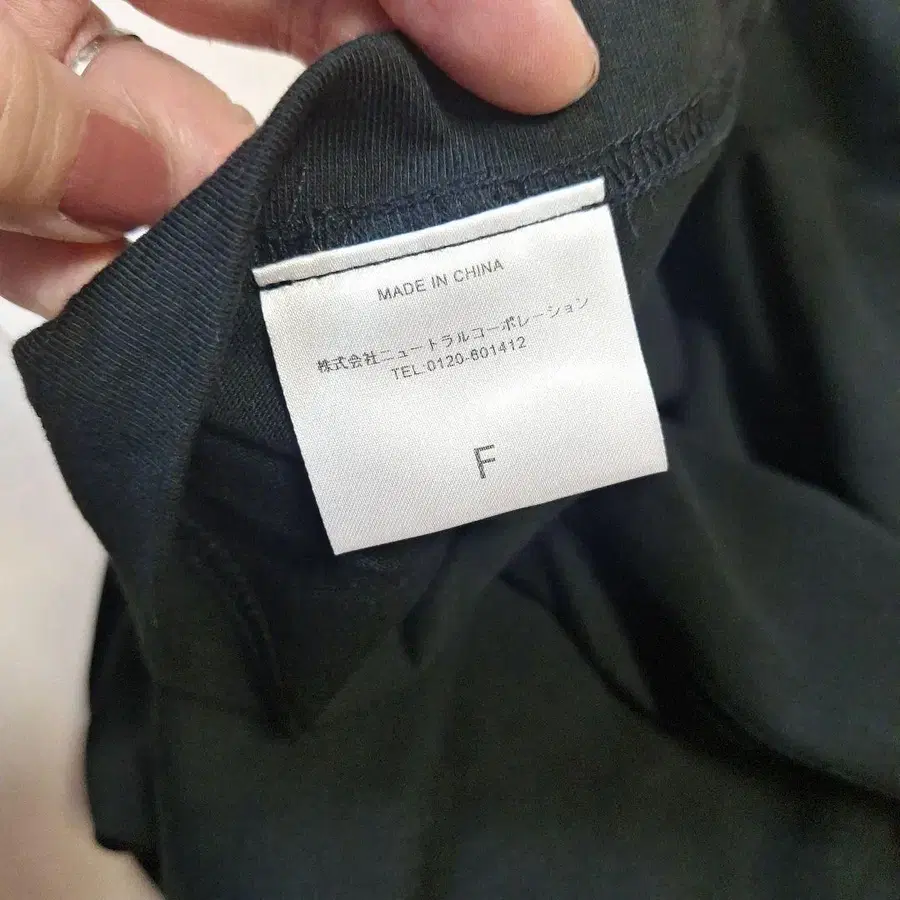 MADE IN CHINA
株式会社ニュートラルコーポレーション
TEL:0120-601412
F